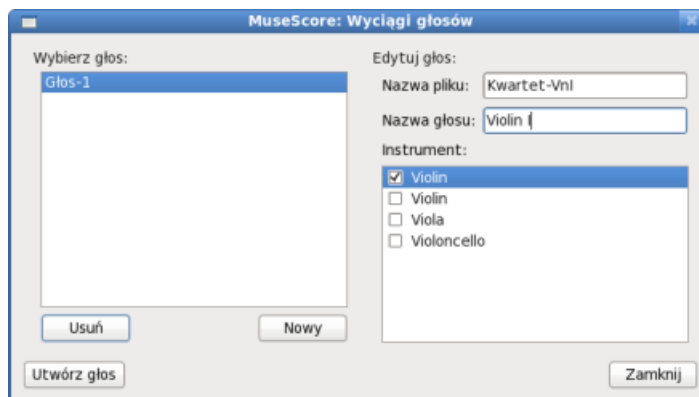 MuseScore: Wyciągi głosów
Wybierz głos:
Głos-1
Usuń
Nowy
Edytuj głos:
Nazwa pliku: Kwartet-VnI
Nazwa głosu: Violin I
Instrument:
Violin
Violin
Viola
Violoncello
Utwórz głos
Zamknij